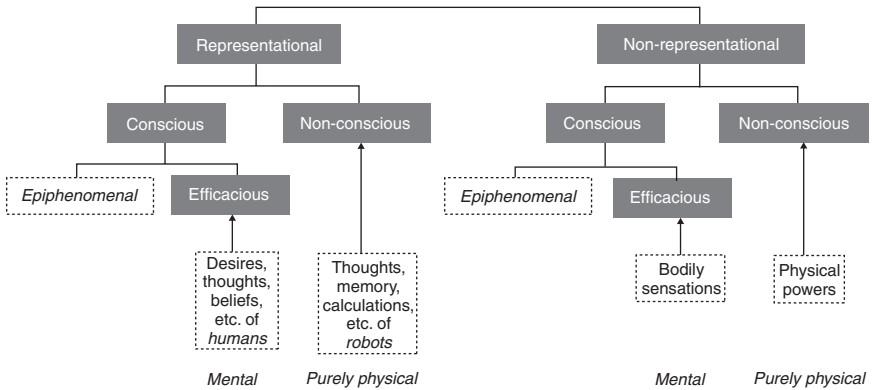 Representational
Non-representational
Conscious
Non-conscious
Conscious
Non-conscious
Epiphenomenal
Efficacious
Epiphenomenal
Efficacious
Desires,
thoughts,
beliefs,
etc. of
humans
Thoughts,
memory,
calculations,
etc. of
robots
Bodily
sensations
Physical
powers
Mental
Purely physical
Mental
Purely physical